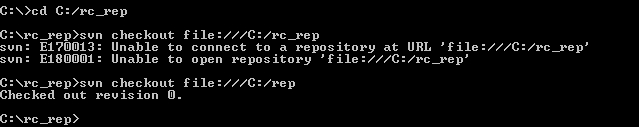 C:\>cd C:/rc_rep
C:\rc_rep>svn checkout file:///C:/rc_rep
svn: E170013: Unable to connect to a repository at URL 'file:///C:/rc_rep'
svn: E180001: Unable to open repository 'file:///C:/rc_rep'
C:\rc_rep>svn checkout file:///C:/rep
Checked out revision 0.
C:\rc_rep>